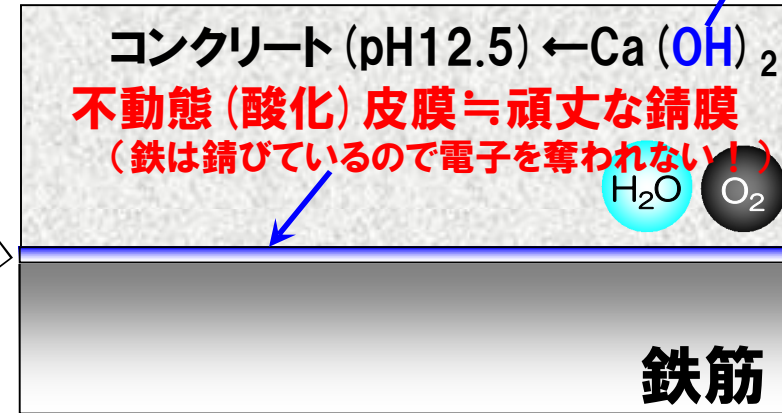 コンクリート(pH12.5)←Ca(OH)2
不動態(酸化)皮膜≒頑丈な錆膜
(鉄は錆びているので電子を奪われない!)
H2O O2
鉄筋